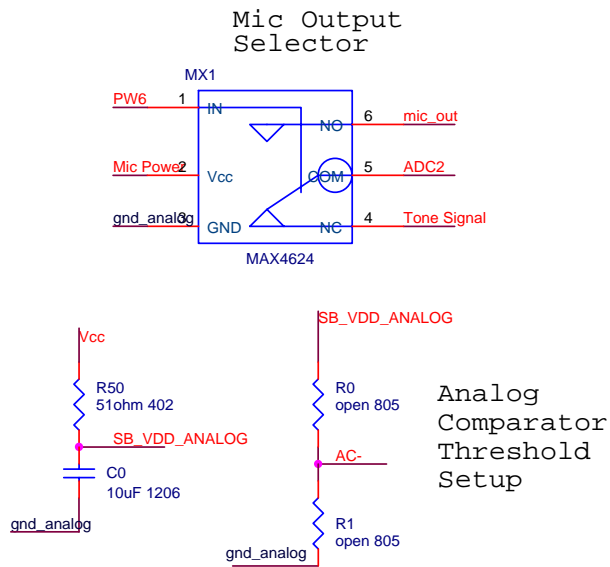 Mic Output
Selector
MX1
PW6 1 IN NO 6 mic_out
Mic Power 2 Vcc COM 5 ADC2
gnd_analog 3 GND NC 4 Tone Signal
MAX4624
Vcc
R50
51ohm 402
SB_VDD_ANALOG
C0
10uF 1206
gnd_analog
SB_VDD_ANALOG
R0
open 805
AC-
R1
open 805
gnd_analog
Analog
Comparator
Threshold
Setup